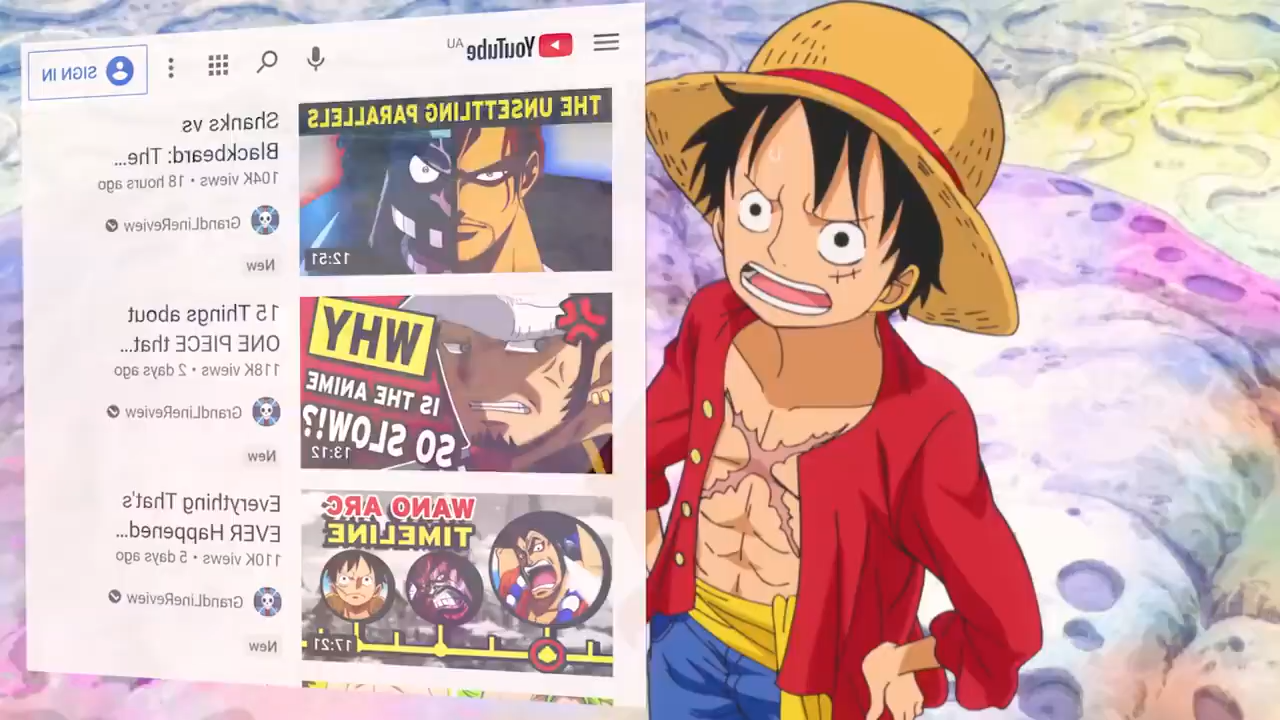 YouTube AU
SIGN IN
THE UNSETTLING PARALLELS
12:51
Shanks vs
Blackbeard: The...
104K views • 18 hours ago
GrandLineReview
New
WHY
IS THE ANIME
SO SLOW!?
13:12
15 Things about
ONE PIECE that...
118K views • 2 days ago
GrandLineReview
New
WANO ARC
TIMELINE
17:21
Everything That's
EVER Happened...
110K views • 5 days ago
GrandLineReview
New